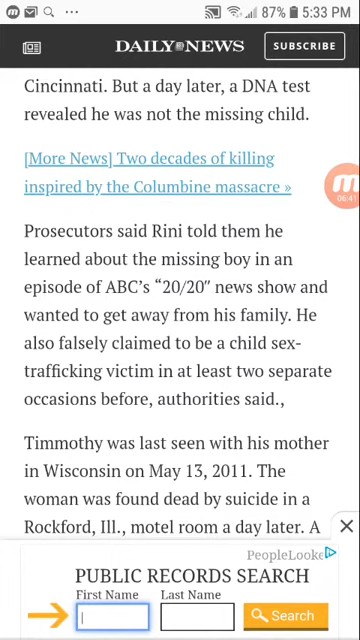 87% 5:33 PM
DAILY NEWS
SUBSCRIBE
Cincinnati. But a day later, a DNA test
revealed he was not the missing child.
[More News] Two decades of killing
inspired by the Columbine massacre »
06:41
Prosecutors said Rini told them he
learned about the missing boy in an
episode of ABC's “20/20″ news show and
wanted to get away from his family. He
also falsely claimed to be a child sex-
trafficking victim in at least two separate
occasions before, authorities said.,
Timmothy was last seen with his mother
in Wisconsin on May 13, 2011. The
woman was found dead by suicide in a
Rockford, Ill., motel room a day later. A
PeopleLooke
PUBLIC RECORDS SEARCH
First Name Last Name
Search